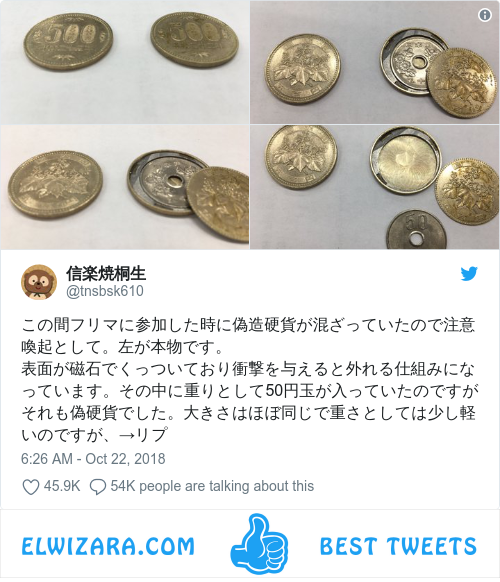 500
500
50
信楽焼桐生
@tnsbsk610
この間フリマに参加した時に偽造硬貨が混ざっていたので注意
喚起として。左が本物です。
表面が磁石でくっついており衝撃を与えると外れる仕組みにな
っています。その中に重りとして50円玉が入っていたのですが
それも偽硬貨でした。大きさはほぼ同じで重さとしては少し軽
いのですが、→リプ
6:26 AM - Oct 22, 2018
45.9K 54K people are talking about this
ELWIZARA.COM BEST TWEETS